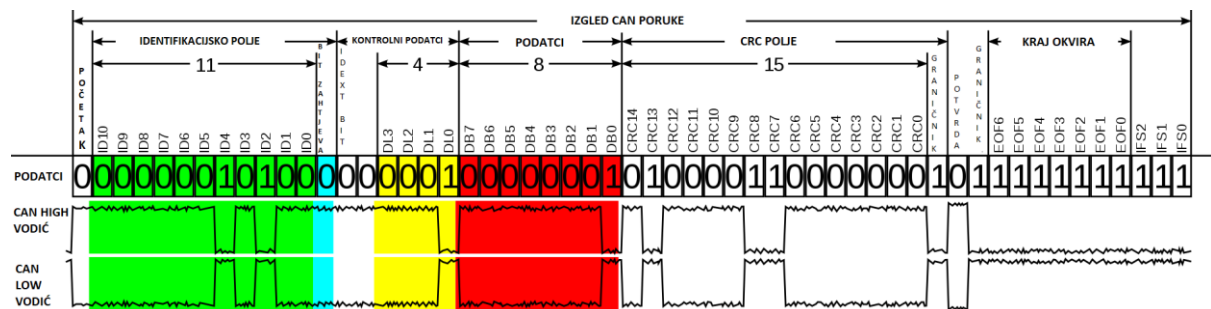 IZGLED CAN PORUKE
IDENTIFIKACIJSKO POLJE
KONTROLNI PODATCI
PODATCI
CRC POLJE
KRAJ OKVIRA
11
4
8
15
POČETAK
ID10
ID9
ID8
ID7
ID6
ID5
ID4
ID3
ID2
ID1
ID0
BIT ZAHTJEVA
IDEXT BIT
DL3
DL2
DL1
DL0
DB7
DB6
DB5
DB4
DB3
DB2
DB1
DB0
CRC14
CRC13
CRC12
CRC11
CRC10
CRC9
CRC8
CRC7
CRC6
CRC5
CRC4
CRC3
CRC2
CRC1
CRC0
GRANIČNIK
POTVRDA
GRANIČNIK
EOF6
EOF5
EOF4
EOF3
EOF2
EOF1
EOF0
IFS2
IFS1
IFS0
PODATCI 0 0 0 0 0 0 0 1 0 1 0 0 0 0 0 0 0 0 1 0 0 0 0 0 0 0 1 0 1 0 0 0 0 1 1 0 0 0 0 0 0 0 1 0 1 1 1 1 1 1 1 1 1 1 1
CAN HIGH
VODIĆ
CAN
LOW
VODIĆ